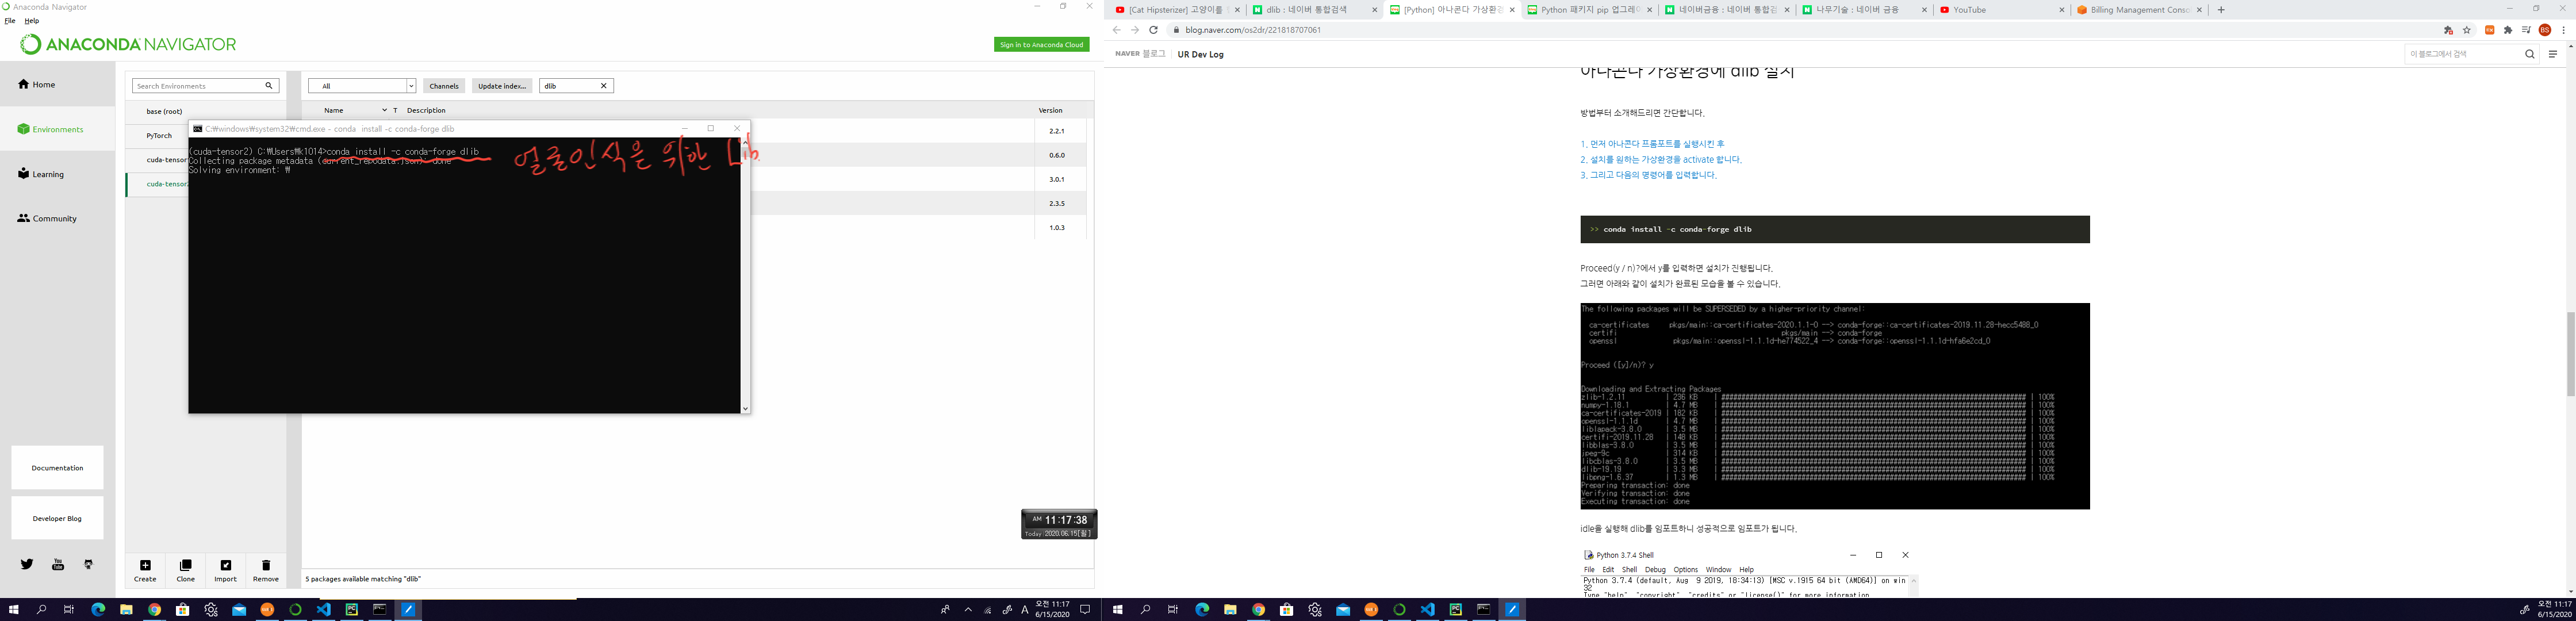 Anaconda Navigator
File Help
ANACONDA NAVIGATOR
Sign in to Anaconda Cloud
Home
Environments
Learning
Community
Documentation
Developer Blog
Search Environments
base (root)
PyTorch
cuda-tensor
cuda-tensor
Create Clone Import Remove
All
Channels
Update index...
dlib
Name T Description Version
2.2.1
0.6.0
3.0.1
2.3.5
1.0.3
5 packages available matching "dlib"
C:₩windows₩system32₩cmd.exe - conda install -c conda-forge dlib
(cuda-tensor2) C:₩Users₩k1014>conda install -c conda-forge dlib
Collecting package metadata (current_repodata.json): done
Solving environment: ₩
얼굴인식을 위한 Lib.
AM 11:17:38
Today:2020.06.15[월]
A
오전 11:17
6/15/2020
[Cat Hipsterizer] 고양이를
dlib : 네이버 통합검색
[Python] 아나콘다 가상환경
Python 패키지 pip 업그레이
네이버금융 : 네이버 통합검
나무기술 : 네이버 금융
YouTube
Billing Management Conso
blog.naver.com/os2dr/221818707061
BS
NAVER 블로그
UR Dev Log
이 블로그에서 검색
아나콘다 가상환경에 dlib 설치
방법부터 소개해드리면 간단합니다.
1. 먼저 아나콘다 프롬포트를 실행시킨 후
2. 설치를 원하는 가상환경을 activate 합니다.
3. 그리고 다음의 명령어를 입력합니다.
>> conda install -c conda-forge dlib
Proceed(y / n)?에서 y를 입력하면 설치가 진행됩니다.
그러면 아래와 같이 설치가 완료된 모습을 볼 수 있습니다.
The following packages will be SUPERSEDED by a higher-priority channel:
ca-certificates pkgs/main::ca-certificates-2020.1.1-0 --> conda-forge::ca-certificates-2019.11.28-hecc5488_0
certifi pkgs/main --> conda-forge
openssl pkgs/main::openssl-1.1.1d-he774522_4 --> conda-forge::openssl-1.1.1d-hfa6e2cd_0
Proceed ([y]/n)? y
Downloading and Extracting Packages
zlib-1.2.11 | 236 KB | 100%
numpy-1.18.1 | 4.7 MB | 100%
ca-certificates-2019 | 182 KB | 100%
openssl-1.1.1d | 4.7 MB | 100%
liblapack-3.8.0 | 3.5 MB | 100%
certifi-2019.11.28 | 148 KB | 100%
libblas-3.8.0 | 3.5 MB | 100%
jpeg-9c | 314 KB | 100%
libcblas-3.8.0 | 3.5 MB | 100%
dlib-19.19 | 3.3 MB | 100%
libpng-1.6.37 | 1.3 MB | 100%
Preparing transaction: done
Verifying transaction: done
Executing transaction: done
idle을 실행해 dlib를 임포트하니 성공적으로 임포트가 됩니다.
Python 3.7.4 Shell
File Edit Shell Debug Options Window Help
Python 3.7.4 (default, Aug 9 2019, 18:34:13) [MSC v.1915 64 bit (AMD64)] on win
32
Type "help", "copyright", "credits" or "license()" for more information.
오전 11:17
6/15/2020